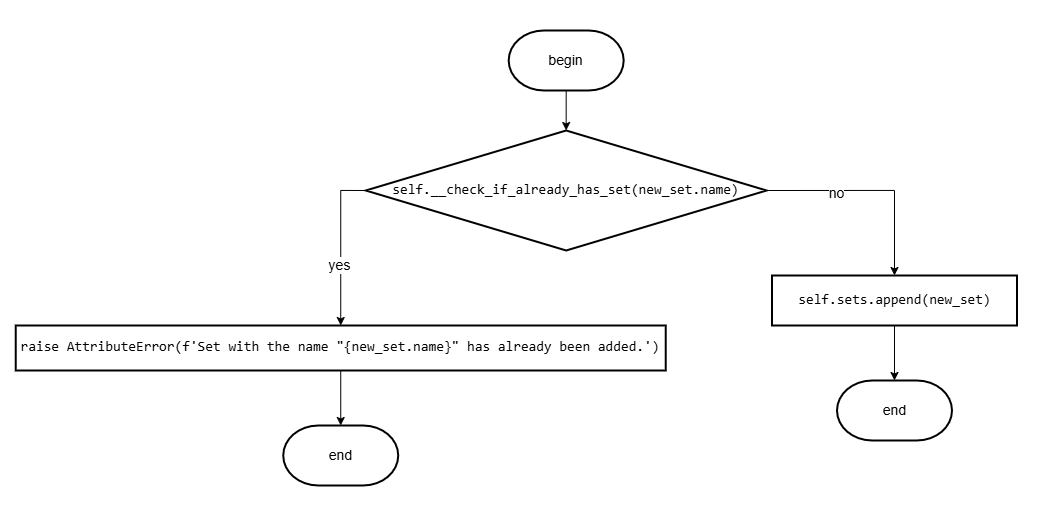 begin
self.__check_if_already_has_set(new_set.name)
no
yes
self.sets.append(new_set)
raise AttributeError(f'Set with the name "{new_set.name}" has already been added.')
end
end